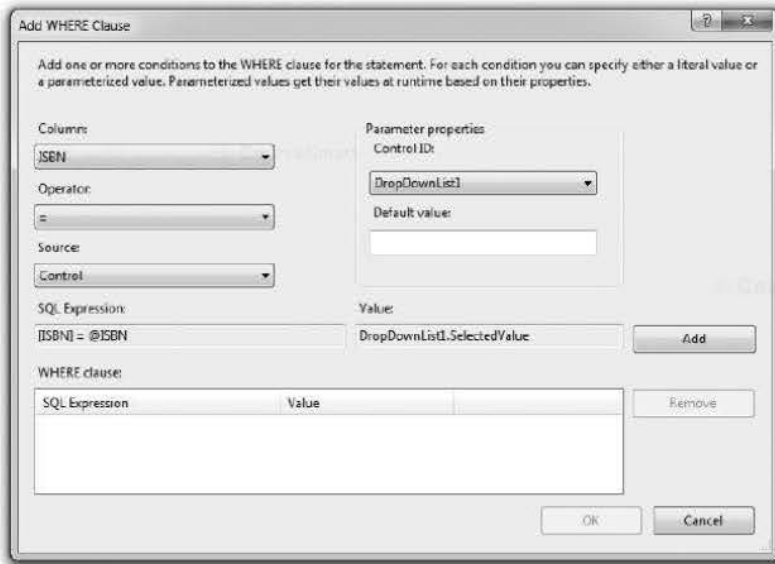 Add WHERE Clause
Add one or more conditions to the WHERE clause for the statement. For each condition you can specify either a literal value or
a parameterized value. Parameterized values get their values at runtime based on their properties.
Column:
ISBN
Operator:
=
Source:
Control
Parameter properties
Control ID:
DropDownList1
Default value:
SQL Expression:
[ISBN] = @ISBN
Value:
DropDownList1.SelectedValue
Add
WHERE clause:
SQL Expression Value
Remove
OK Cancel